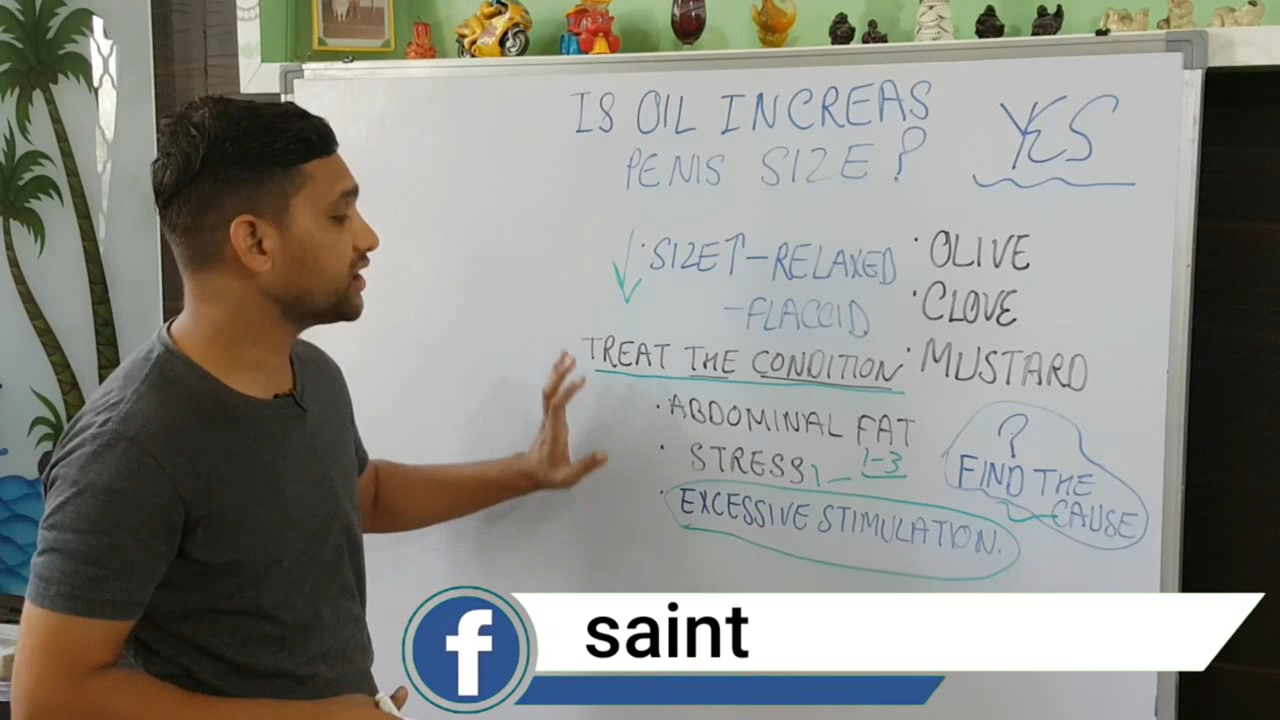 IS OIL INCREAS
PENIS SIZE?
YES
↓ · SIZE↑ - RELAXED
- FLACCID
· OLIVE
· CLOVE
· MUSTARD
TREAT THE CONDITION
· ABDOMINAL FAT
1-3
· STRESS
· EXCESSIVE STIMULATION.
?
FIND THE
CAUSE
f
saint